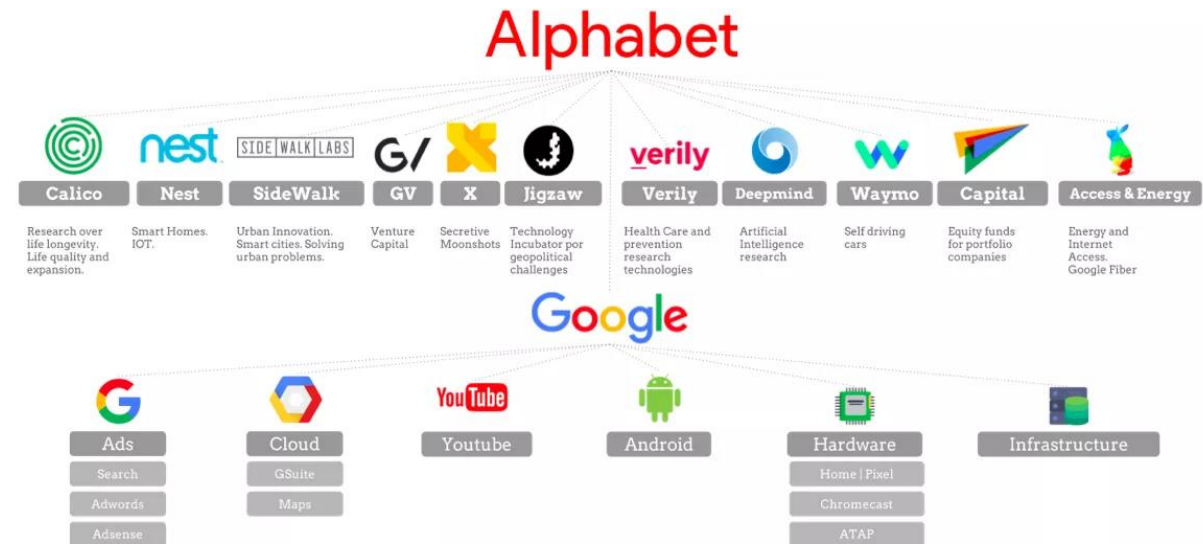 Alphabet
nest
SIDE WALK LABS
G/
verily
Calico
Nest
SideWalk
GV
X
Jigzaw
Verily
Deepmind
Waymo
Capital
Access & Energy
Research over
life longevity.
Life quality and
expansion.
Smart Homes.
IOT.
Urban Innovation.
Smart cities. Solving
urban problems.
Venture
Capital
Secretive
Moonshots
Technology
Incubator por
geopolitical
challenges
Health Care and
prevention
research
technologies
Artificial
Intelligence
research
Self driving
cars
Equity funds
for portfolio
companies
Energy and
Internet
Access.
Google Fiber
Google
G
YouTube
Ads
Cloud
Youtube
Android
Hardware
Infrastructure
Search
GSuite
Home | Pixel
Adwords
Maps
Chromecast
Adsense
ATAP